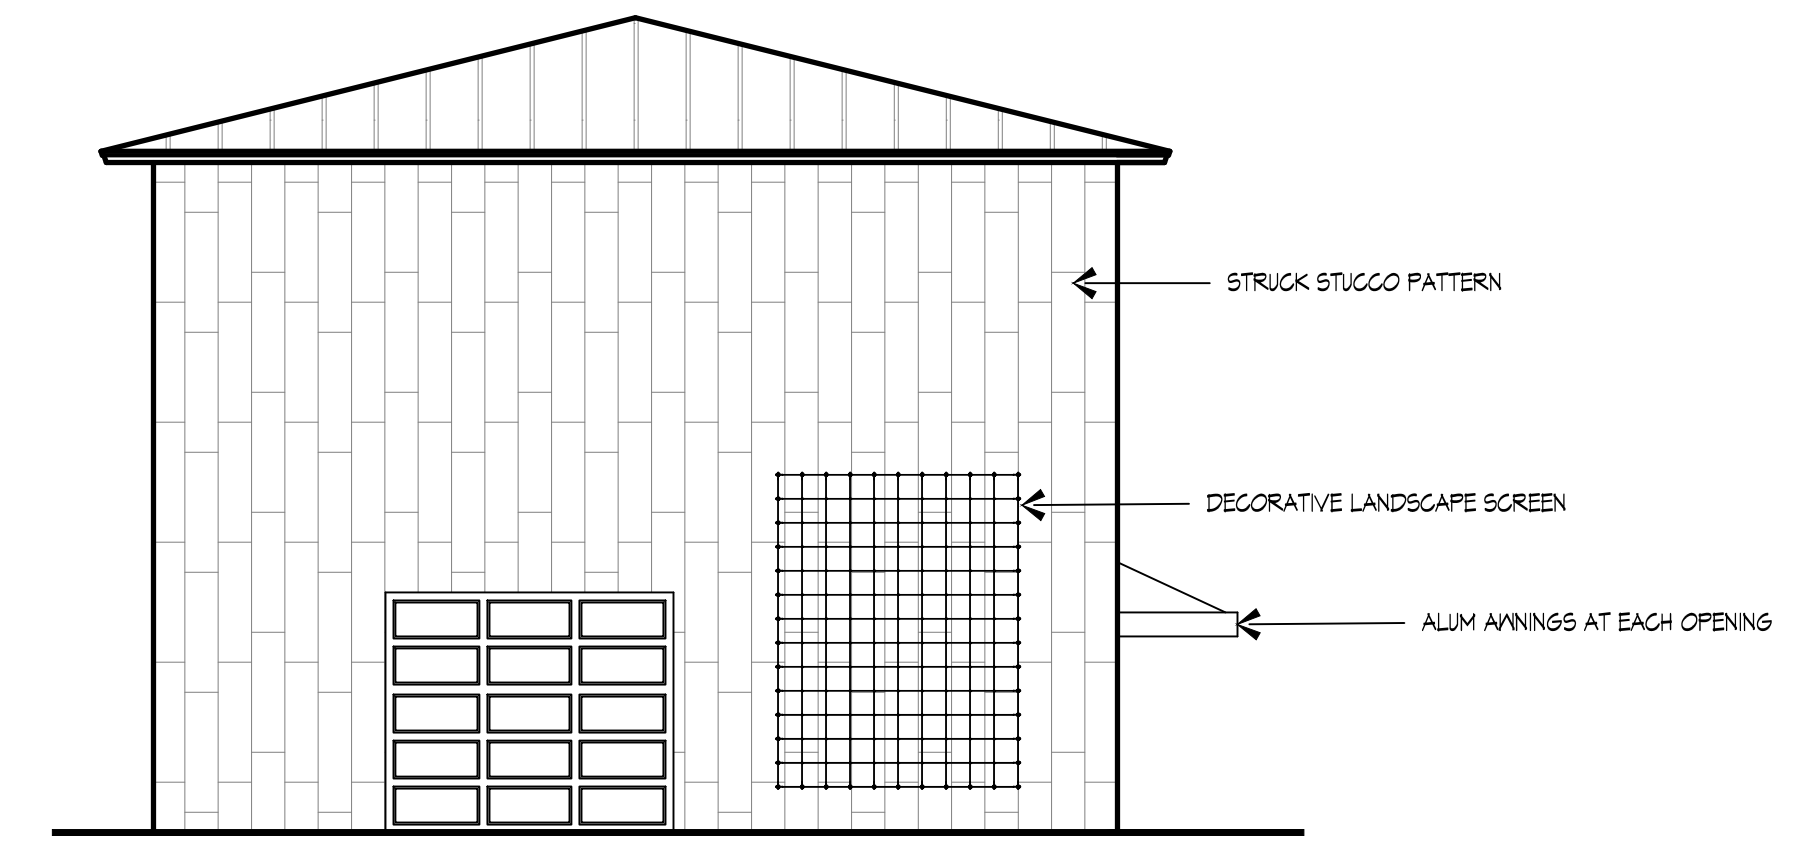 STRUCK STUCCO PATTERN
DECORATIVE LANDSCAPE SCREEN
ALUM AWNINGS AT EACH OPENING